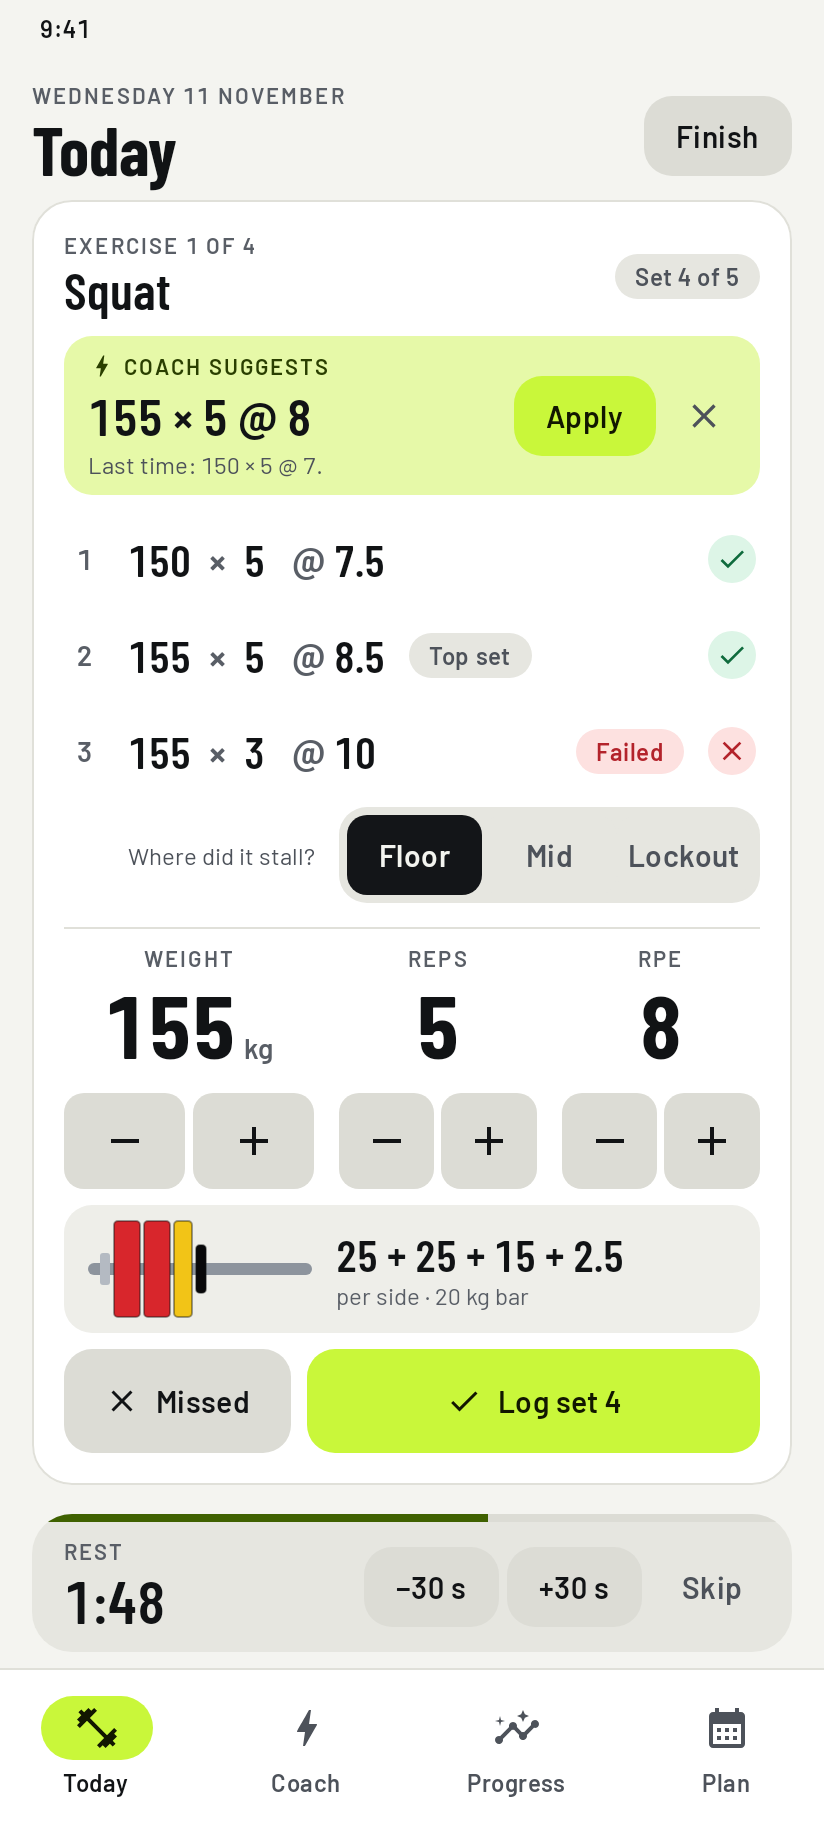 9:41
WEDNESDAY 11 NOVEMBER
Today
Finish
EXERCISE 1 OF 4
Squat
Set 4 of 5
COACH SUGGESTS
155 × 5 @ 8
Last time: 150 × 5 @ 7.
Apply
1 150 × 5 @ 7.5
2 155 × 5 @ 8.5 Top set
3 155 × 3 @ 10 Failed
Where did it stall? Floor Mid Lockout
WEIGHT REPS RPE
155 kg 5 8
25 + 25 + 15 + 2.5
per side · 20 kg bar
Missed Log set 4
REST
1:48
−30 s +30 s Skip
Today Coach Progress Plan